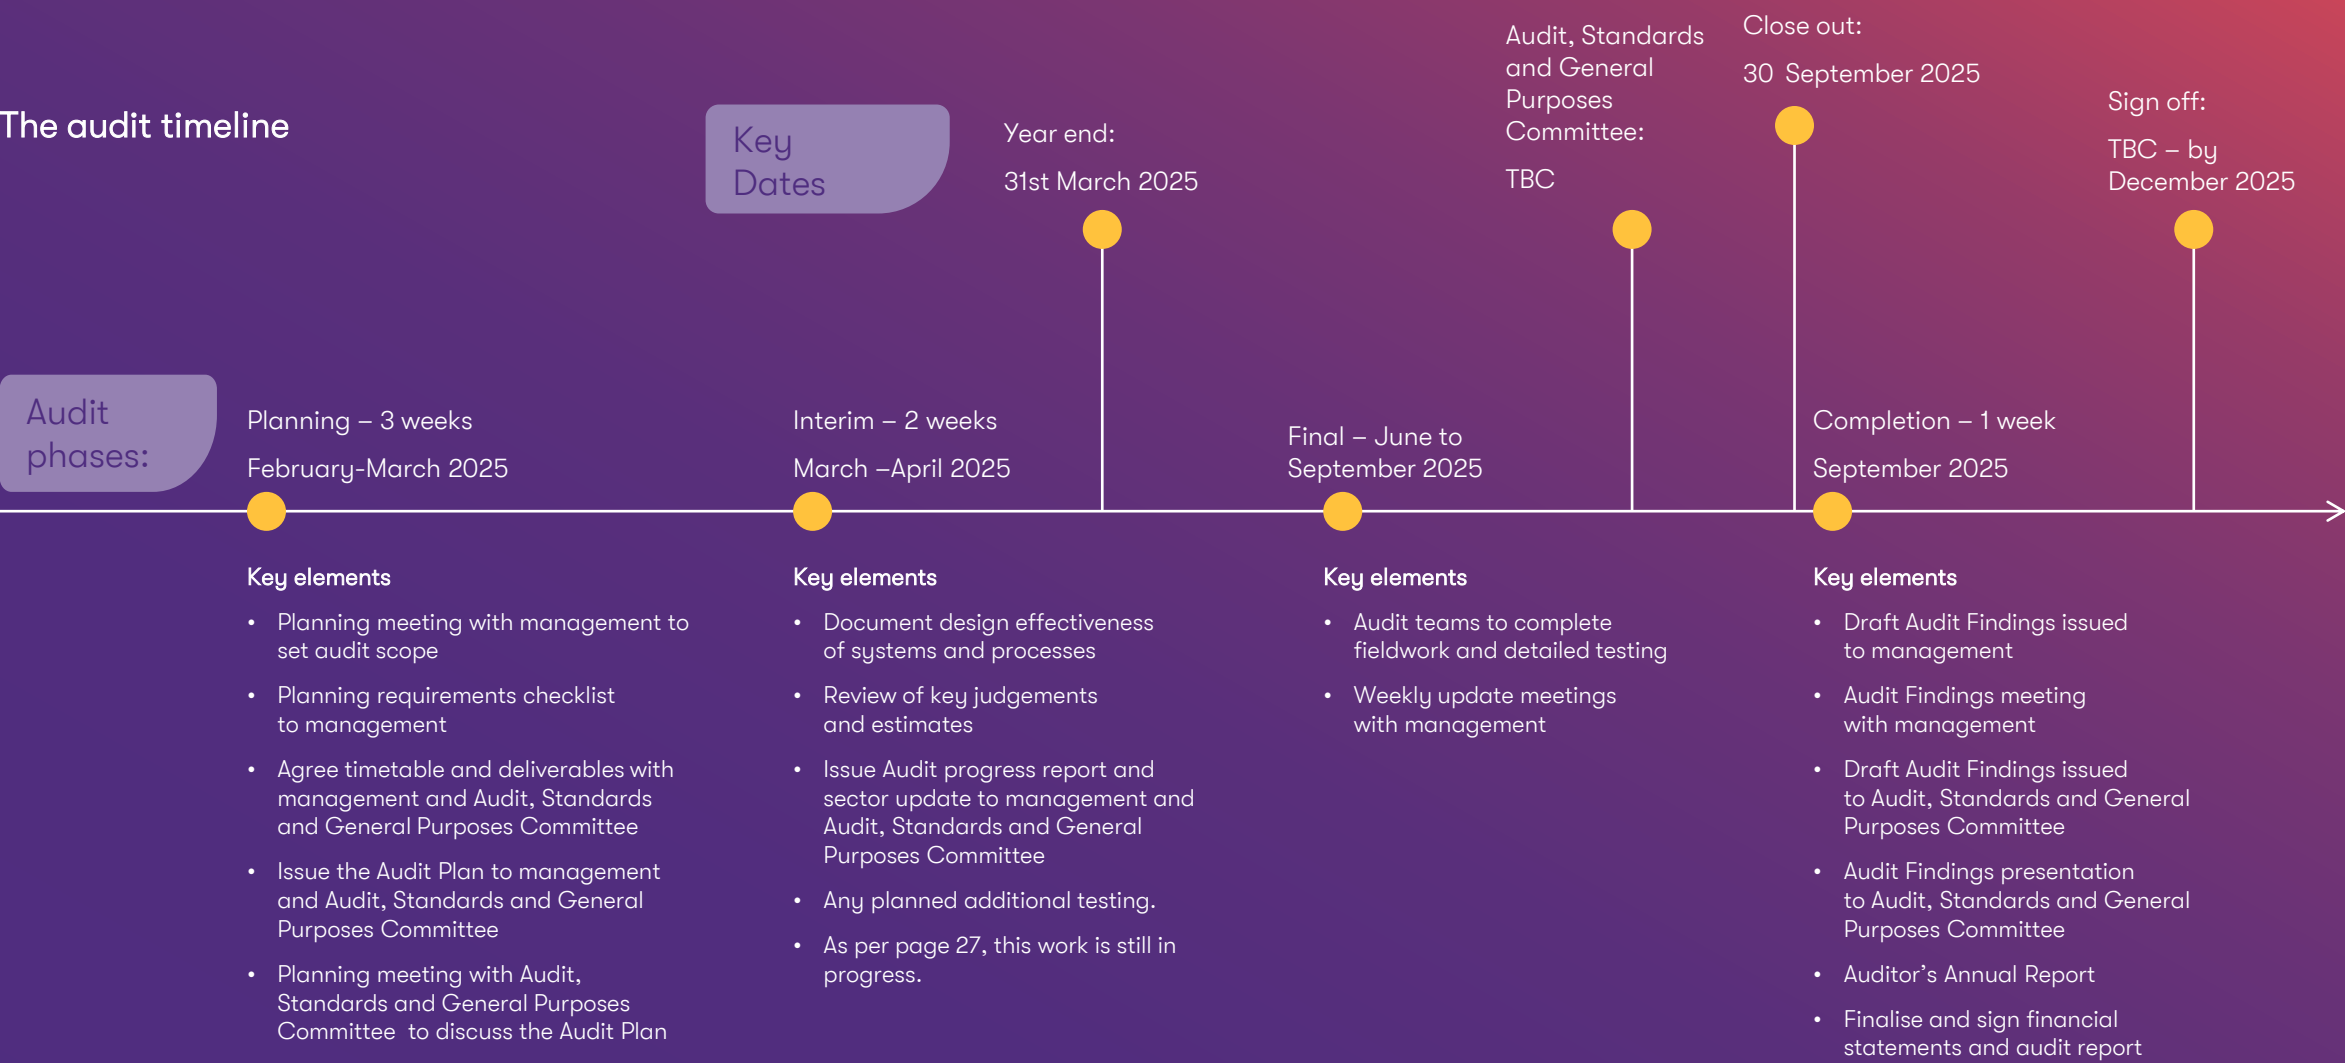 The audit timeline
Key
Dates
Year end:
31st March 2025
Audit, Standards
and General
Purposes
Committee:
TBC
Close out:
30 September 2025
Sign off:
TBC – by
December 2025
Audit
phases:
Planning – 3 weeks
February-March 2025
Interim – 2 weeks
March –April 2025
Final – June to
September 2025
Completion – 1 week
September 2025
Key elements
• Planning meeting with management to
set audit scope
• Planning requirements checklist
to management
• Agree timetable and deliverables with
management and Audit, Standards
and General Purposes Committee
• Issue the Audit Plan to management
and Audit, Standards and General
Purposes Committee
• Planning meeting with Audit,
Standards and General Purposes
Committee to discuss the Audit Plan
Key elements
• Document design effectiveness
of systems and processes
• Review of key judgements
and estimates
• Issue Audit progress report and
sector update to management and
Audit, Standards and General
Purposes Committee
• Any planned additional testing.
• As per page 27, this work is still in
progress.
Key elements
• Audit teams to complete
fieldwork and detailed testing
• Weekly update meetings
with management
Key elements
• Draft Audit Findings issued
to management
• Audit Findings meeting
with management
• Draft Audit Findings issued
to Audit, Standards and General
Purposes Committee
• Audit Findings presentation
to Audit, Standards and General
Purposes Committee
• Auditor’s Annual Report
• Finalise and sign financial
statements and audit report